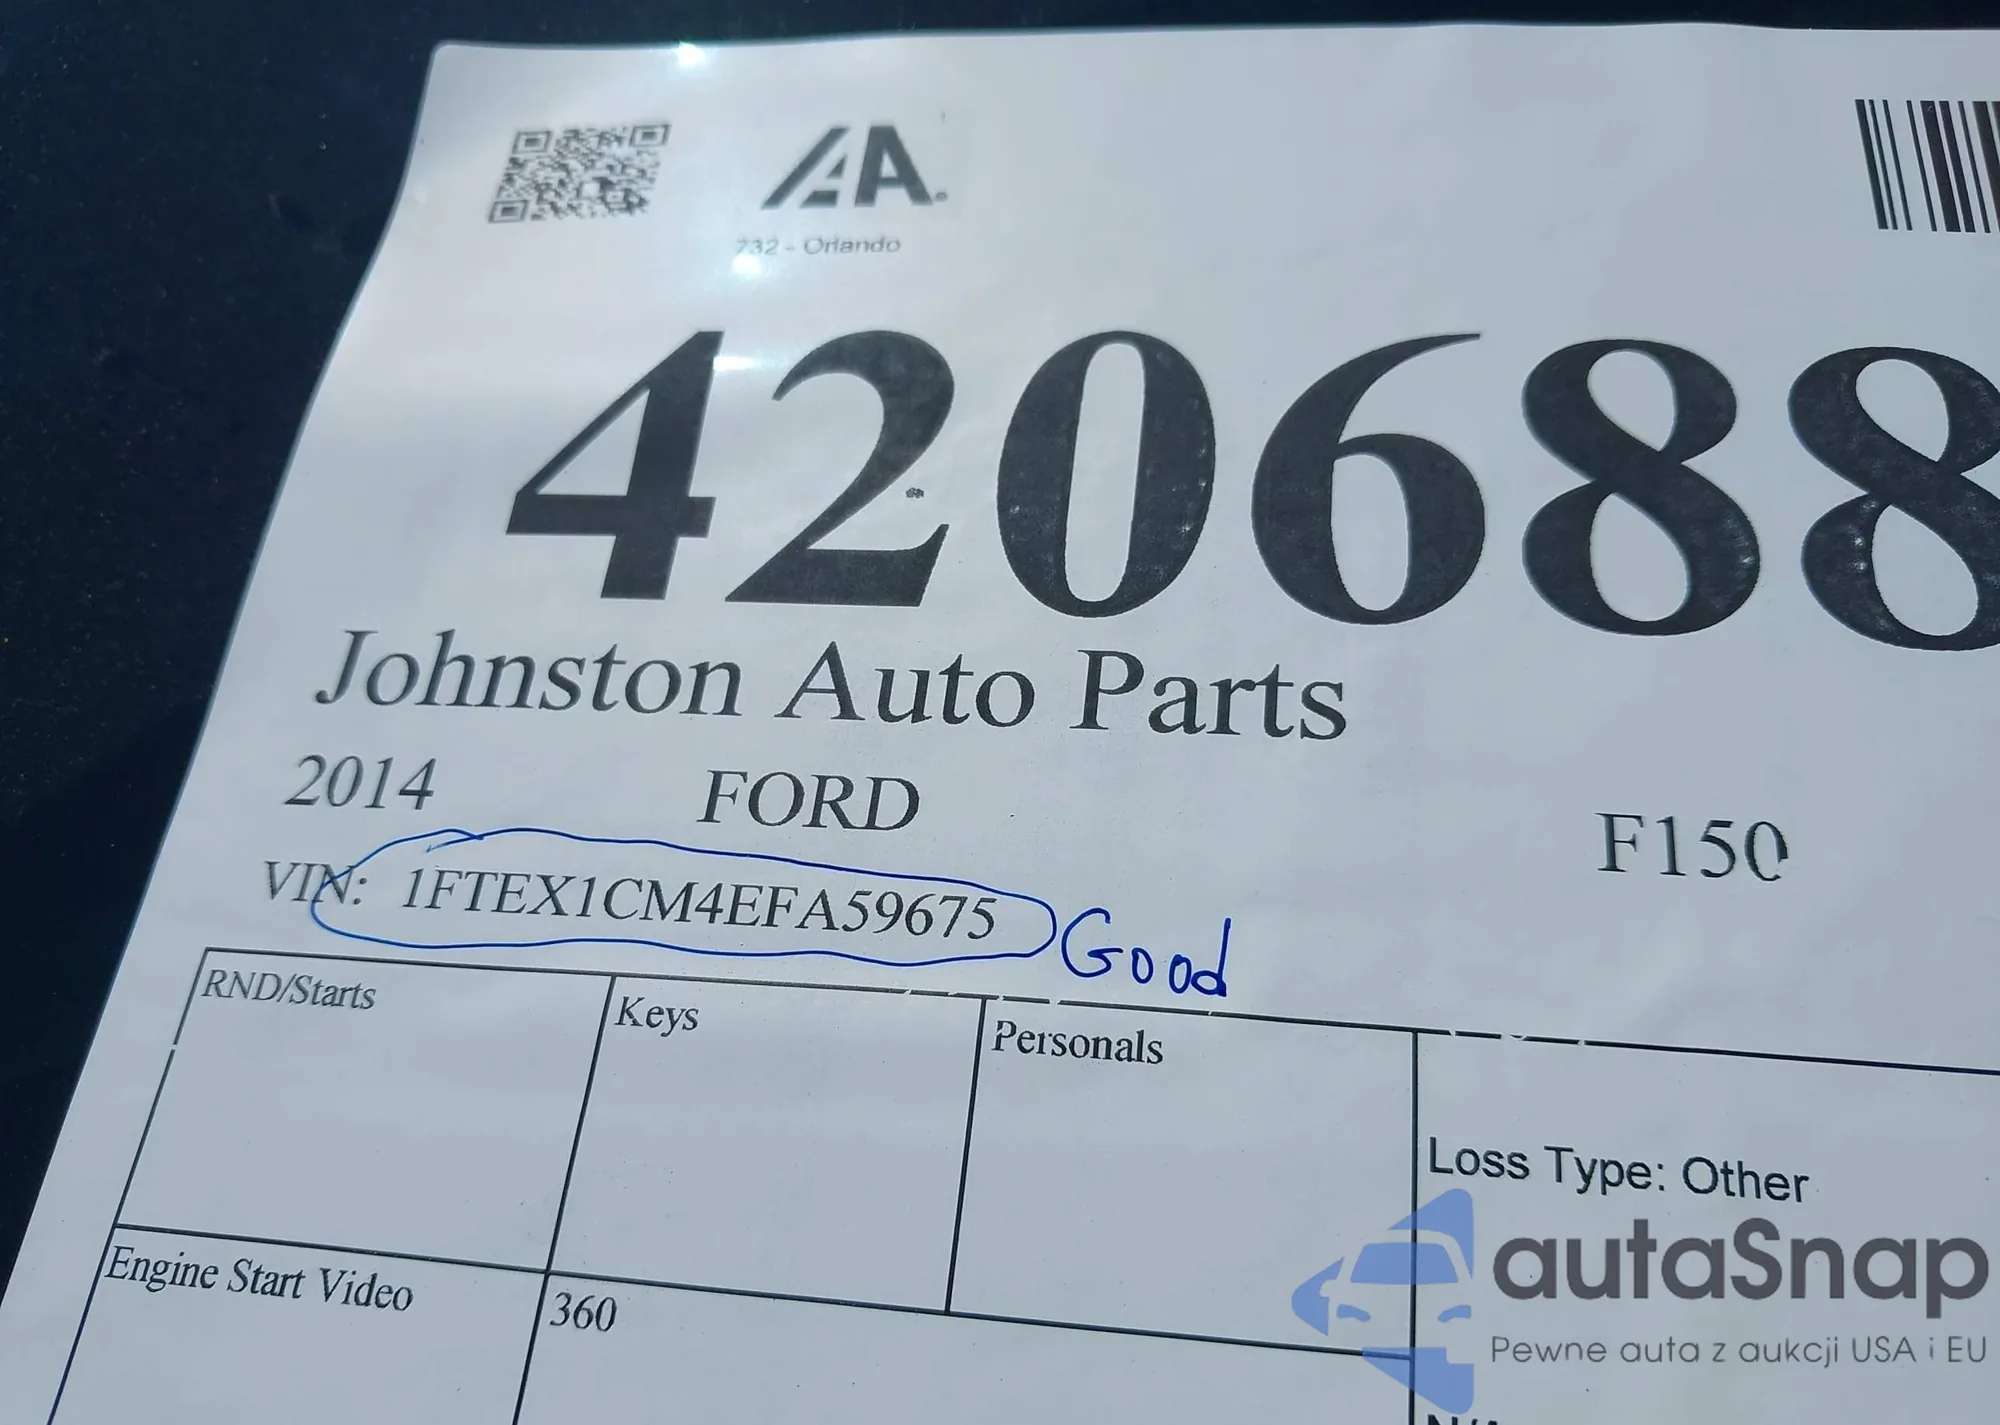 IAA
732 - Orlando
420688
Johnston Auto Parts
2014 FORD F150
VIN: 1FTEX1CM4EFA59675 Good
RND/Starts Keys Personals
Loss Type: Other
Engine Start Video 360
autaSnap
Pewne auta z aukcji USA i EU